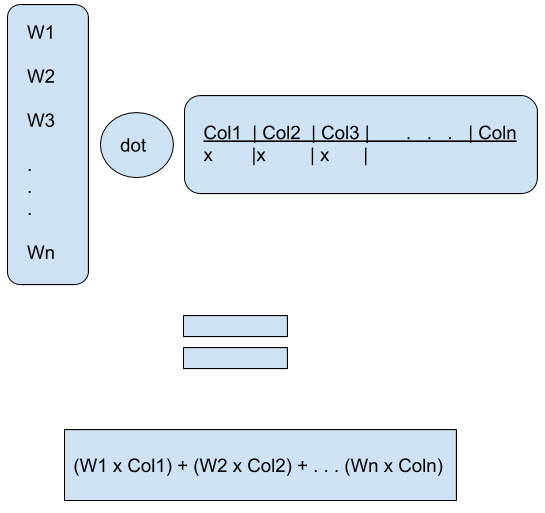 W1
W2
W3
.
.
.
Wn
dot
Col1 | Col2 | Col3 | . . . | Coln
x |x | x |
(W1 x Col1) + (W2 x Col2) + . . . (Wn x Coln)